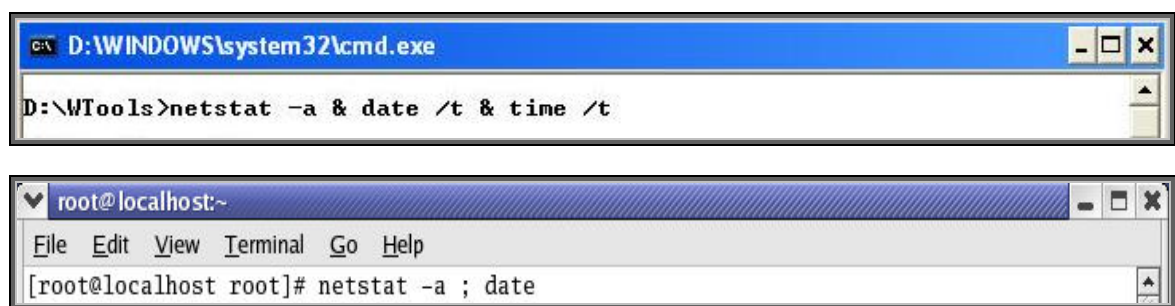 D:\WINDOWS\system32\cmd.exe
D:\WTools>netstat -a & date /t & time /t
root@localhost:~
File Edit View Terminal Go Help
[root@localhost root]# netstat -a ; date